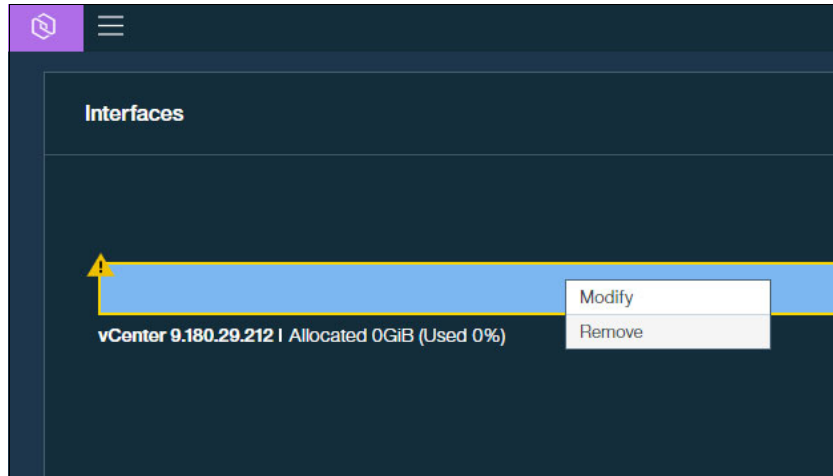 Interfaces
Modify
Remove
vCenter 9.180.29.212 | Allocated 0GiB (Used 0%)